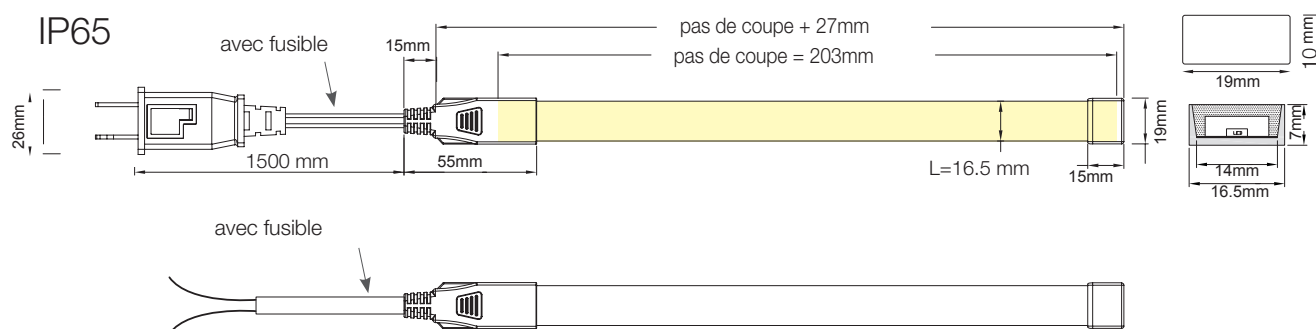 IP65
avec fusible
15mm
pas de coupe + 27mm
pas de coupe = 203mm
10 mm
19mm
26mm
1500 mm
55mm
L=16.5 mm
15mm
19mm
7mm
14mm
16.5mm
avec fusible